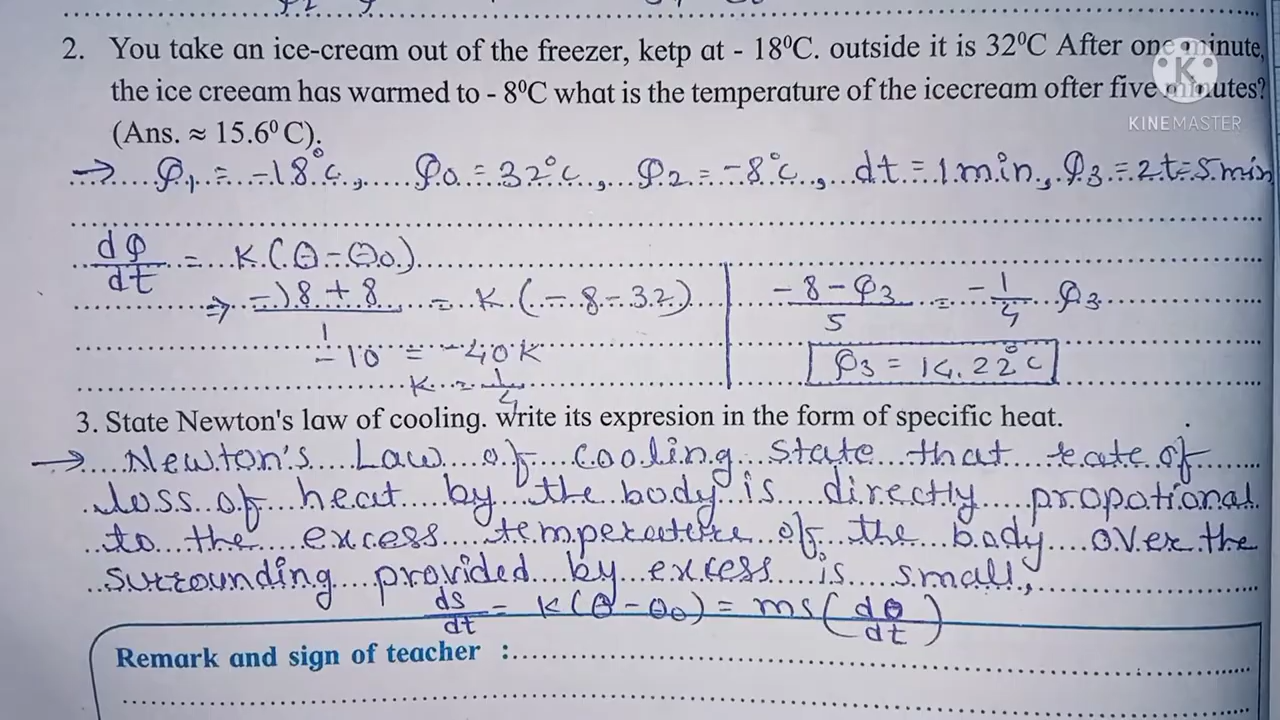 2. You take an ice-cream out of the freezer, ketp at - 18⁰C. outside it is 32⁰C After one minute,
the ice creeam has warmed to - 8⁰C what is the temperature of the icecream ofter five minutes?
(Ans. ≈ 15.6⁰ C).
K
KINEMASTER
→ φ₁ = -18°C, φ₀ = 32°C, φ₂ = -8°C, dt = 1 min, φ₃ = 2 t = 5 min
dφ/dt = K (θ - θ₀)
⇒ -18 + 8 / 1 = K (-8 - 32)
-10 = -40 K
K = 1/4
-8 - φ₃ / 5 = -1/4 φ₃
φ₃ = 14.22°C
3. State Newton's law of cooling. write its expresion in the form of specific heat.
→ Newton's Law of cooling state that rate of
loss of heat by the body is directly propotional
to the excess temperature of the body over the
surrounding provided by excess is small,
ds/dt = K(θ - θ₀) = ms(dθ/dt)
Remark and sign of teacher :